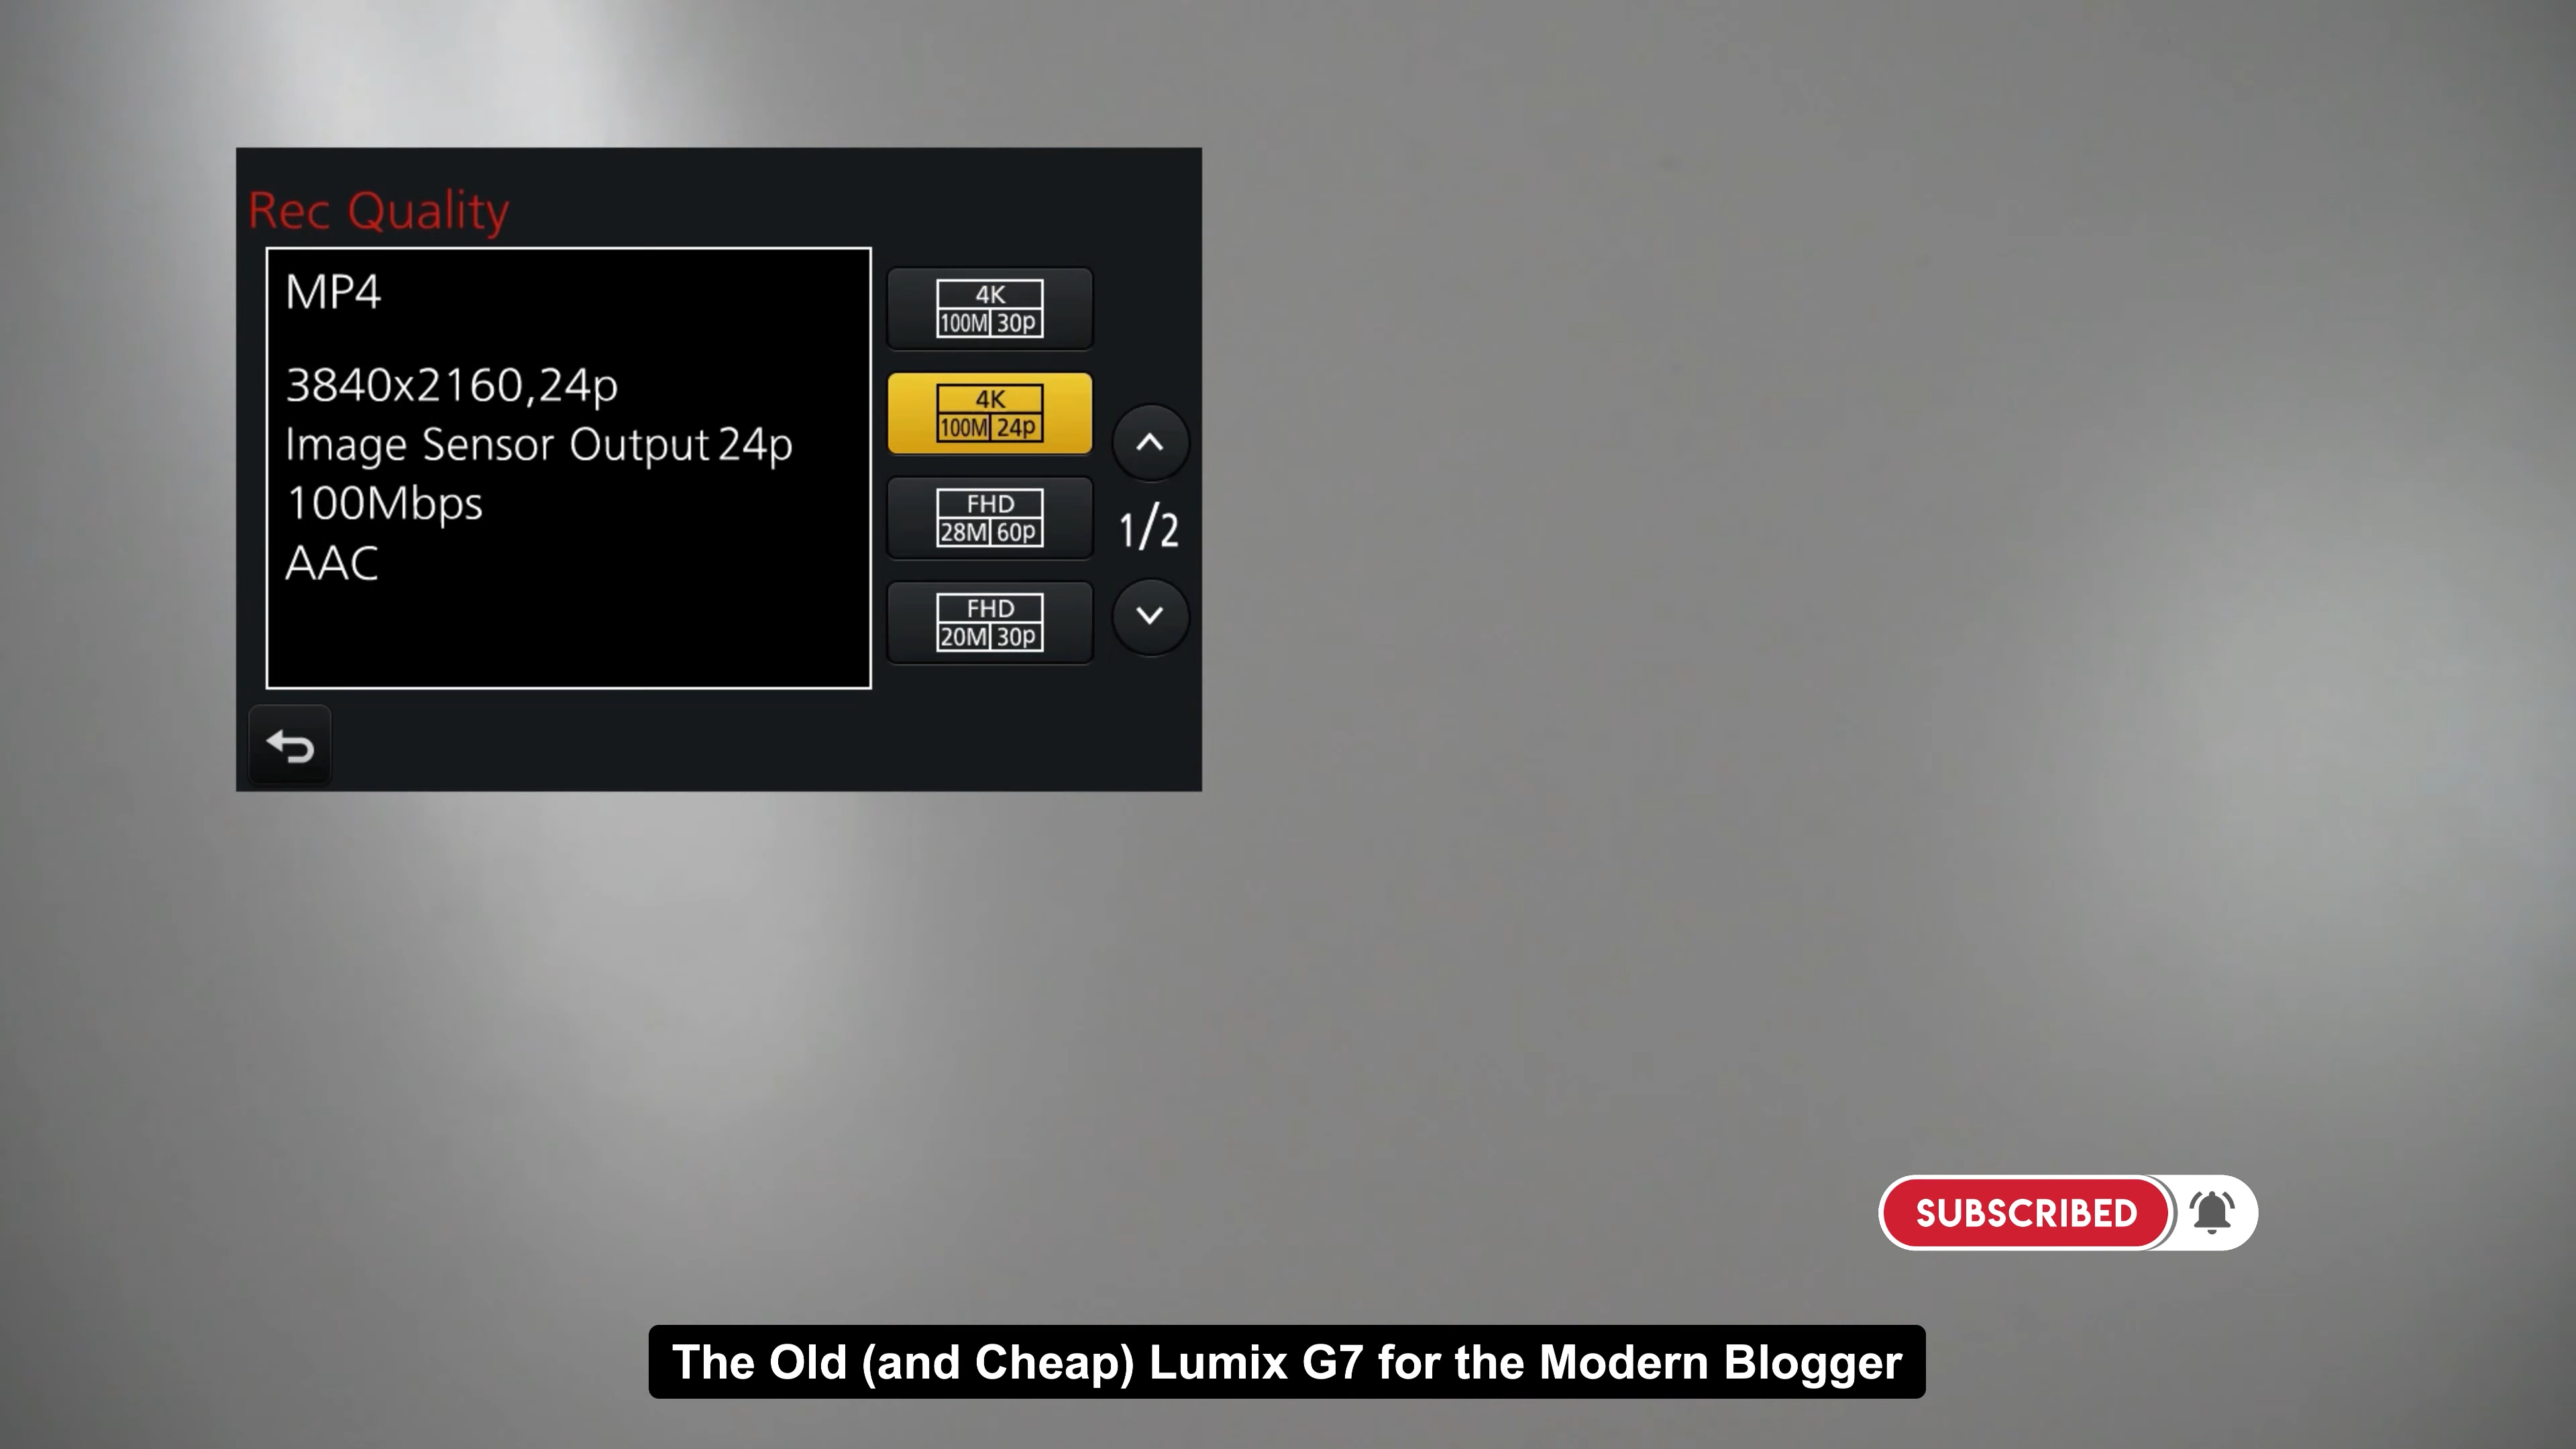 Rec Quality
MP4
3840x2160,24p
Image Sensor Output 24p
100Mbps
AAC
4K
100M 30p
4K
100M 24p
FHD
28M 60p
FHD
20M 30p
1/2
SUBSCRIBED
The Old (and Cheap) Lumix G7 for the Modern Blogger